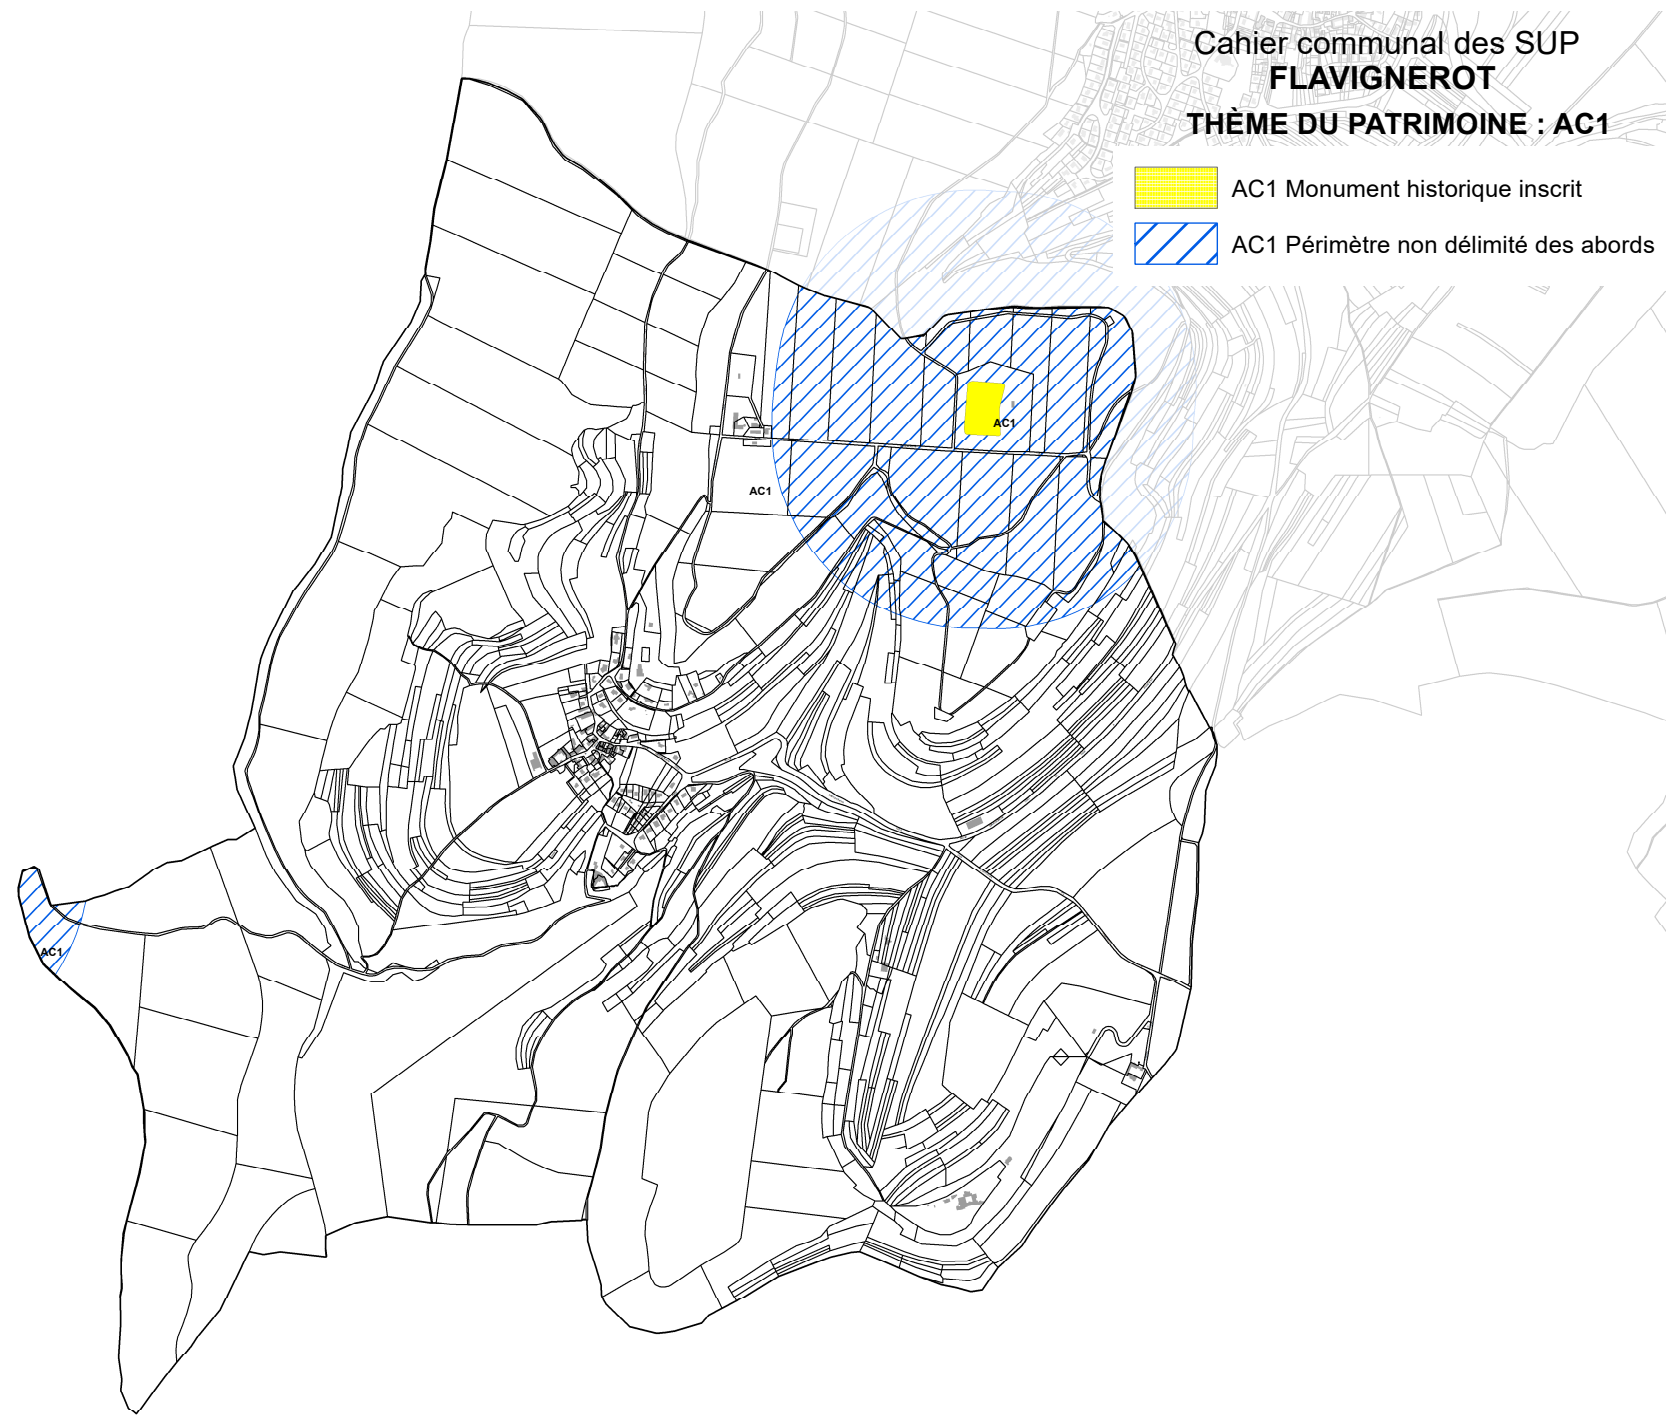 Cahier communal des SUP
FLAVIGNEROT
THÈME DU PATRIMOINE : AC1
AC1 Monument historique inscrit
AC1 Périmètre non délimité des abords
AC1
AC1
AC1